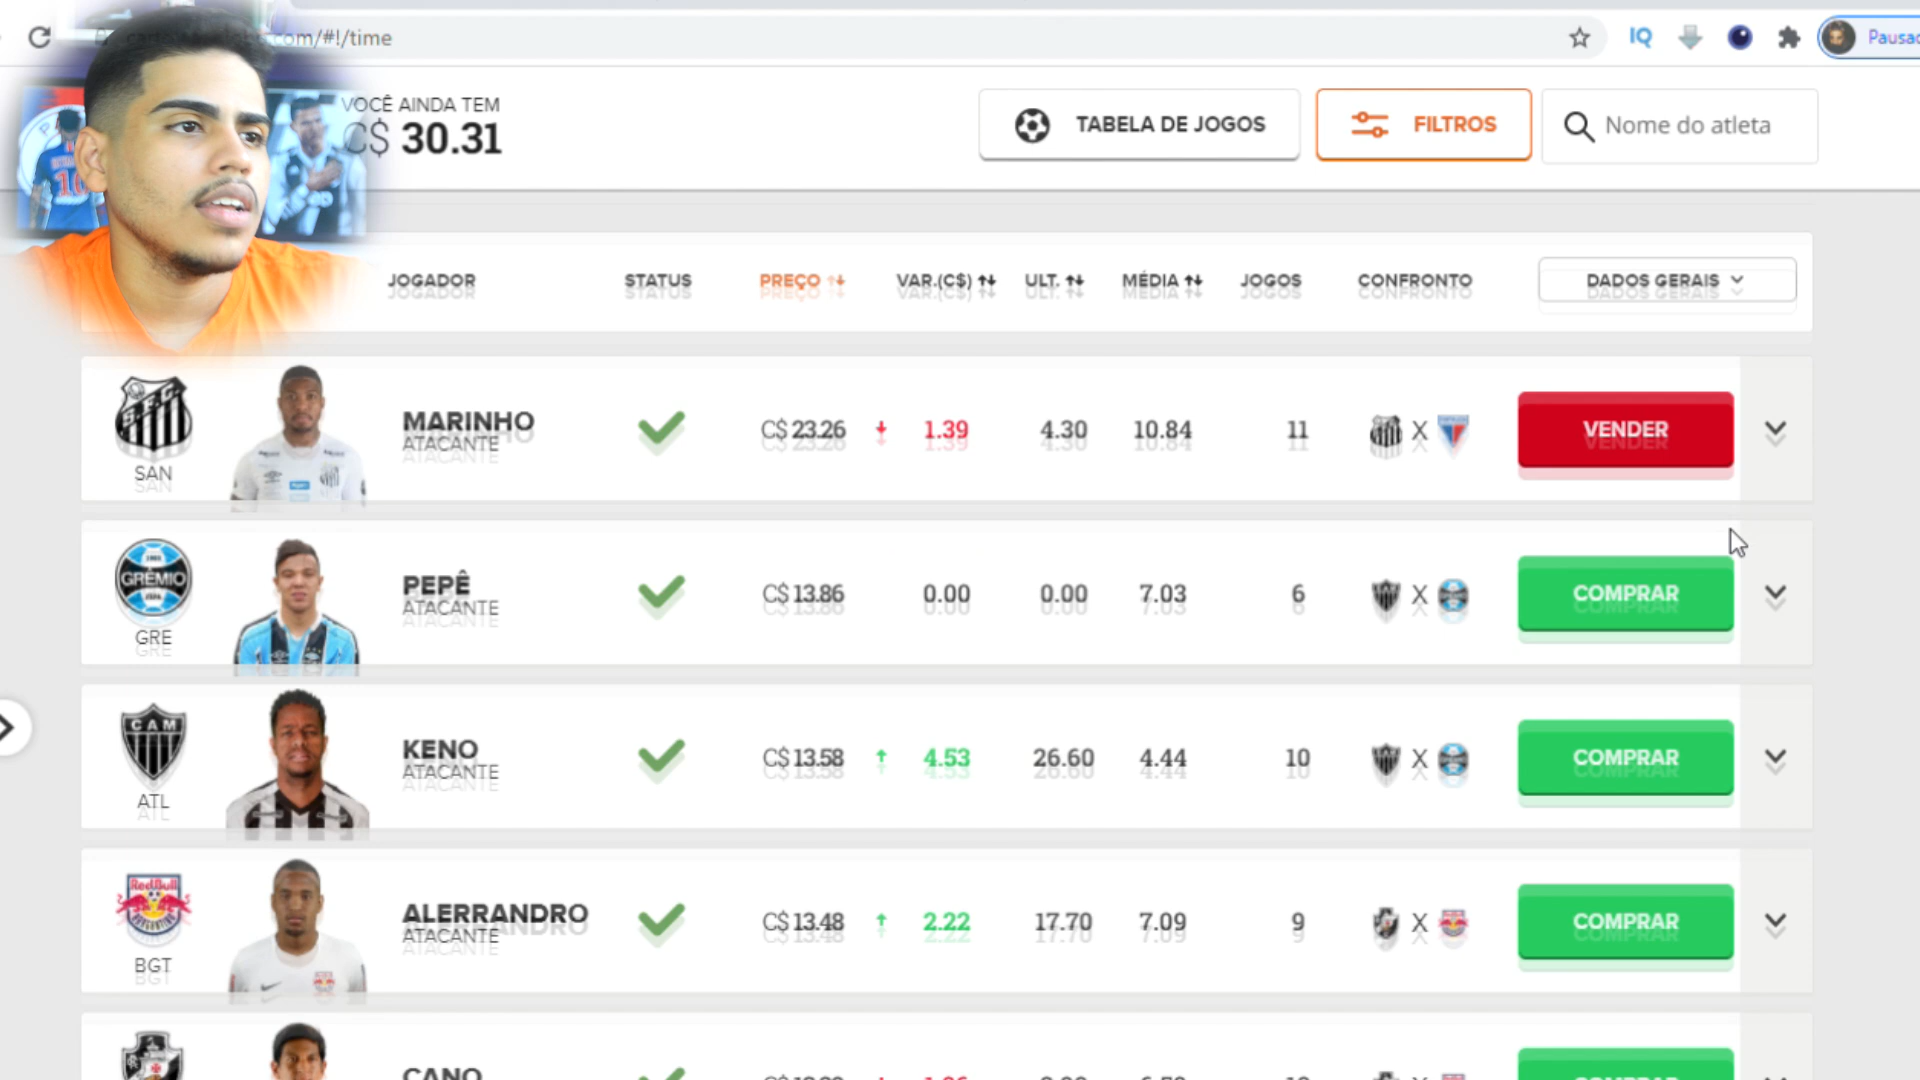 .com/#!/time
IQ
Pausac
VOCÊ AINDA TEM
C$ 30.31
TABELA DE JOGOS
FILTROS
Nome do atleta
JOGADOR STATUS PREÇO VAR.(C$) ULT. MÉDIA JOGOS CONFRONTO DADOS GERAIS
SAN MARINHO ATACANTE C$ 23.26 1.39 4.30 10.84 11 X VENDER
GRÊMIO
GRE PEPÊ ATACANTE C$ 13.86 0.00 0.00 7.03 6 X COMPRAR
CAM
ATL KENO ATACANTE C$ 13.58 4.53 26.60 4.44 10 X COMPRAR
RedBull
BGT ALERRANDRO ATACANTE C$ 13.48 2.22 17.70 7.09 9 X COMPRAR
CANO